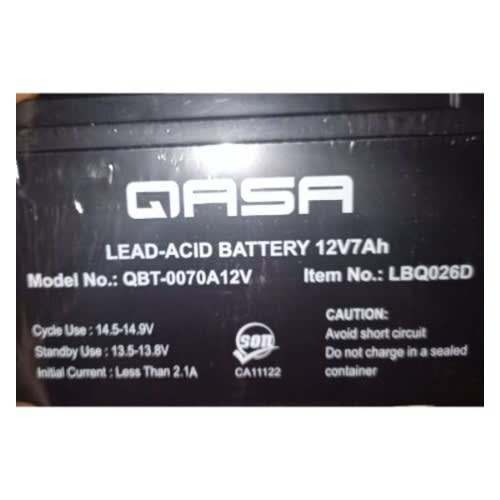 QASA
LEAD-ACID BATTERY 12V7Ah
Model No.: QBT-0070A12V
Item No.: LBQ026D
Cycle Use : 14.5-14.9V
Standby Use : 13.5-13.8V
Initial Current : Less Than 2.1A
son
CA11122
CAUTION:
Avoid short circuit
Do not charge in a sealed
container